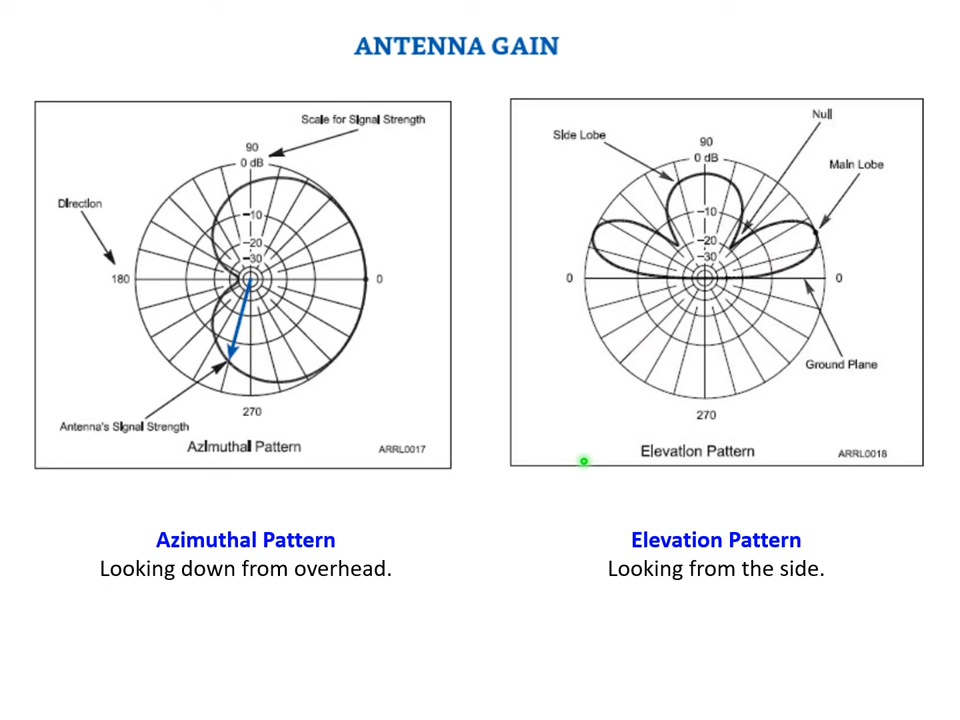 ANTENNA GAIN
Scale for Signal Strength
90
0 dB
Direction
-10
-20
-30
180
0
270
Antenna's Signal Strength
Azimuthal Pattern
ARRL0017
Null
Side Lobe
90
0 dB
Main Lobe
-10
-20
-30
0
0
Ground Plane
270
Elevation Pattern
ARRL0018
Azimuthal Pattern
Looking down from overhead.
Elevation Pattern
Looking from the side.